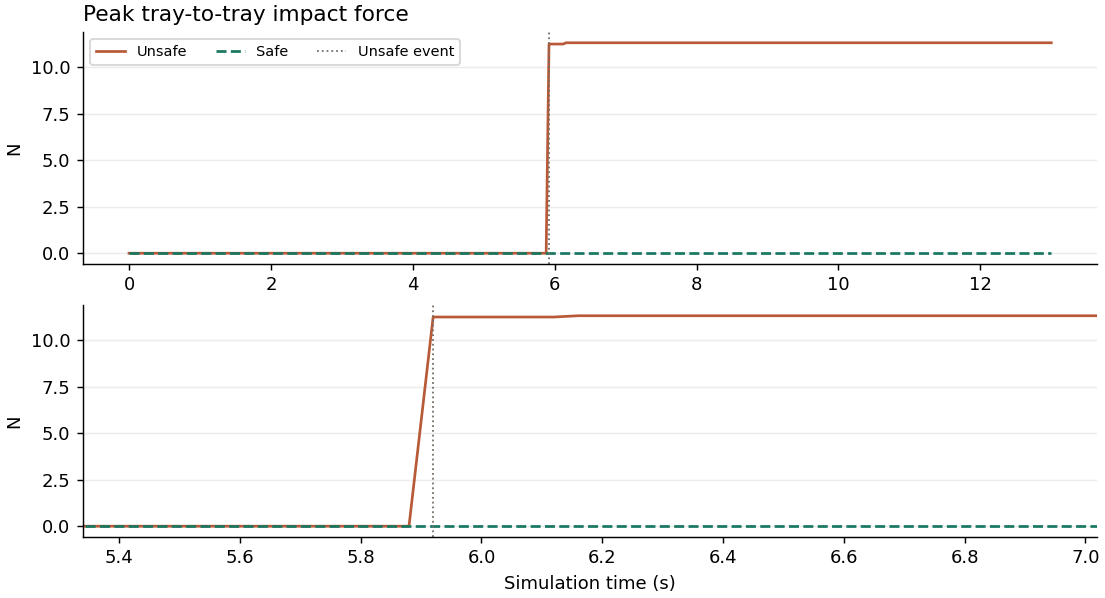 Peak tray-to-tray impact force
Unsafe Safe Unsafe event
10.0
7.5
5.0
2.5
0.0
N
0 2 4 6 8 10 12
10.0
7.5
5.0
2.5
0.0
N
5.4 5.6 5.8 6.0 6.2 6.4 6.6 6.8 7.0
Simulation time (s)